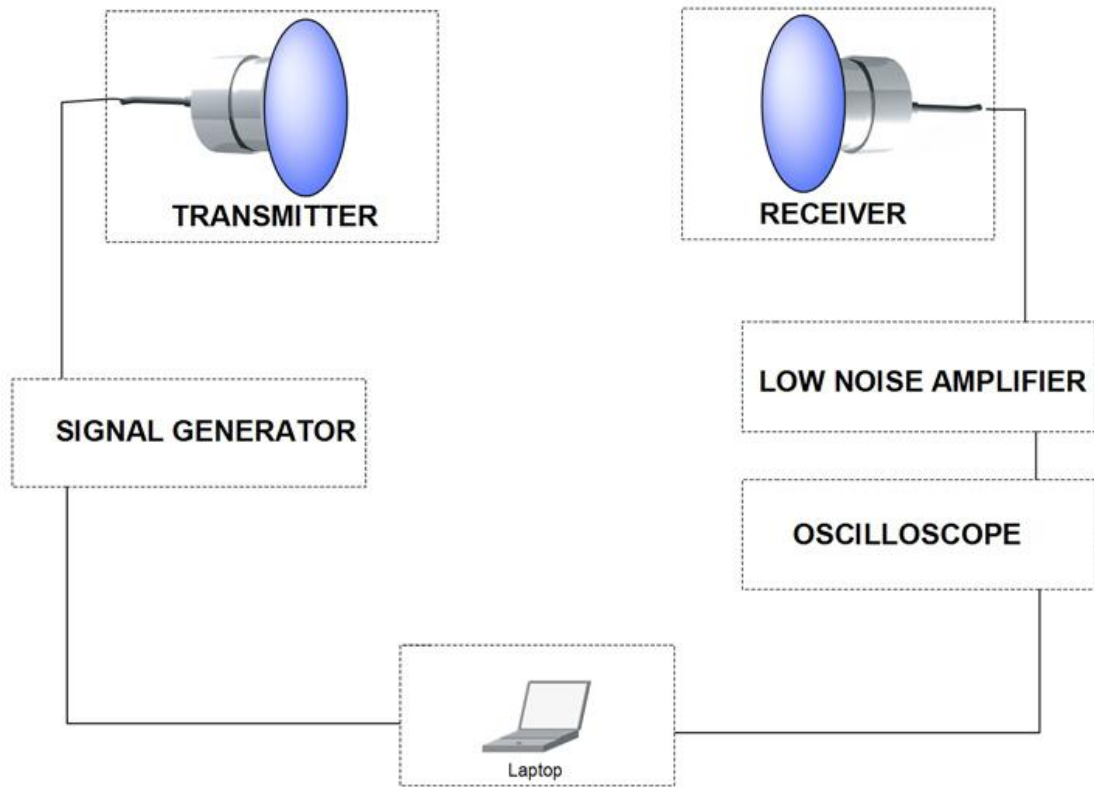 TRANSMITTER
RECEIVER
SIGNAL GENERATOR
LOW NOISE AMPLIFIER
OSCILLOSCOPE
Laptop